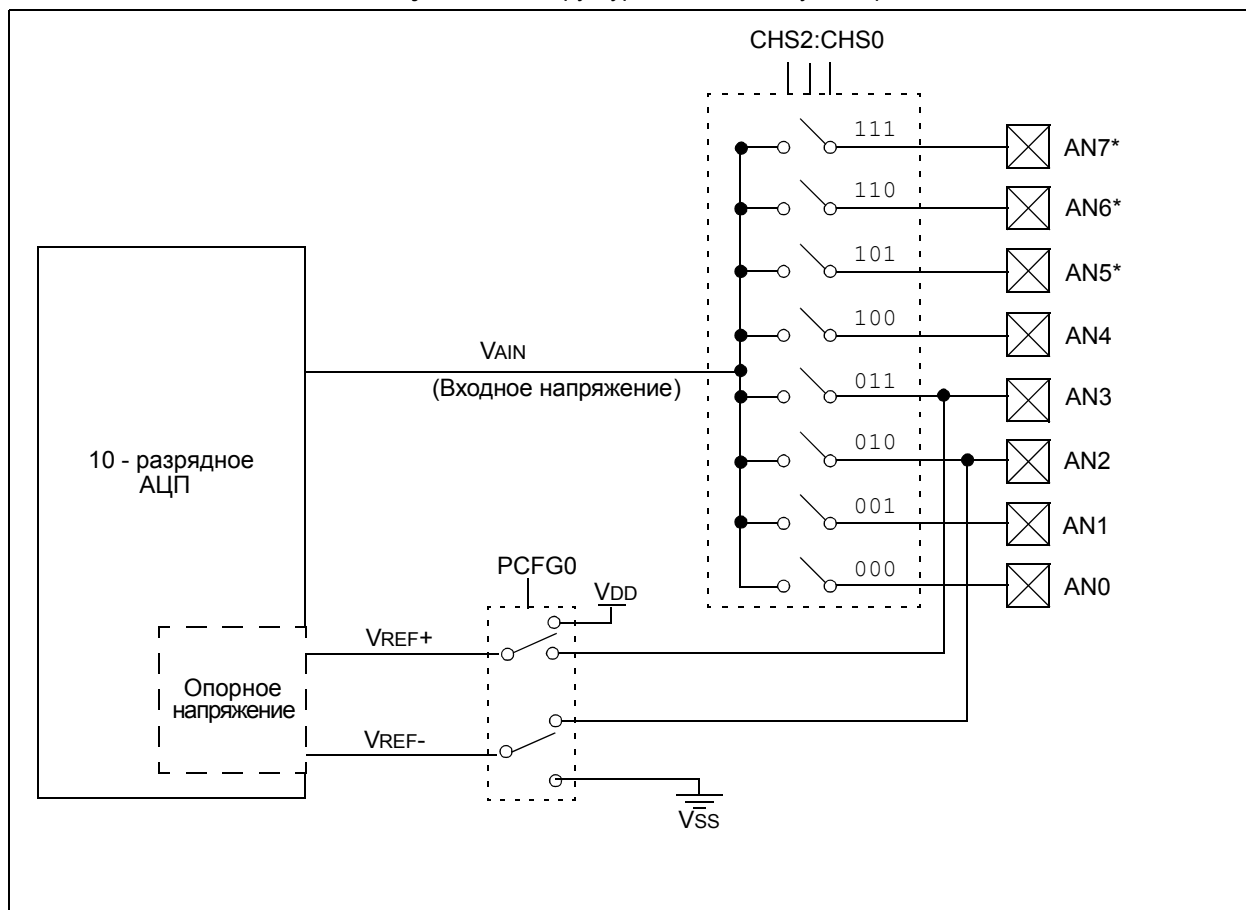 CHS2:CHS0
111
AN7*
110
AN6*
101
AN5*
100
AN4
VAIN
(Входное напряжение)
011
AN3
010
AN2
10 - разрядное
АЦП
001
AN1
PCFG0
000
AN0
VDD
VREF+
Опорное
напряжение
VREF-
VSS